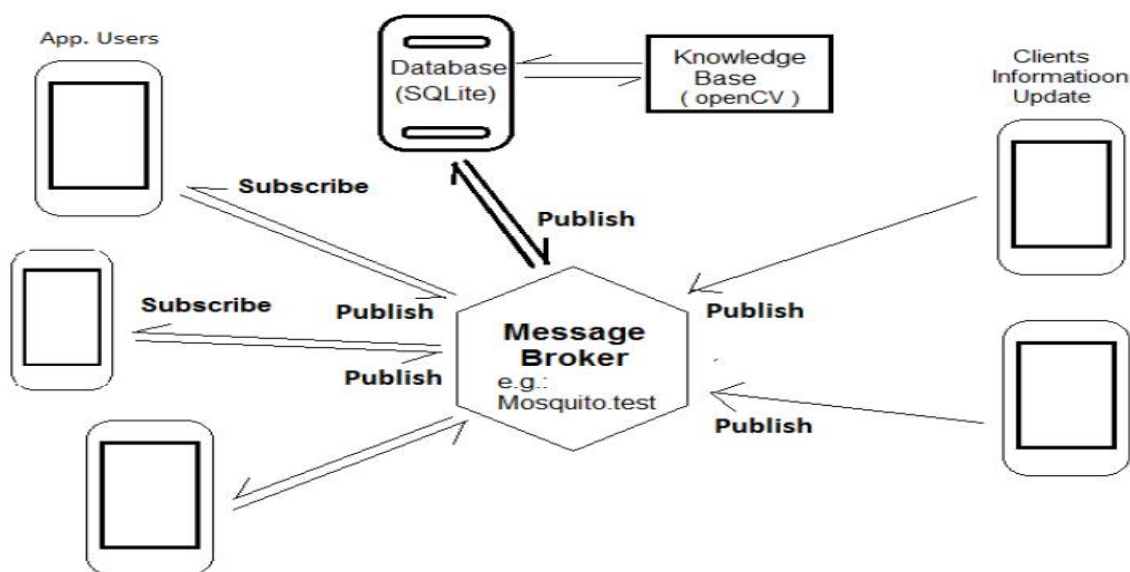 App. Users
Database
(SQLite)
Knowledge
Base
( openCV )
Clients
Informatioon
Update
Subscribe
Publish
Subscribe
Publish
Publish
Publish
Message
Broker
e.g.:
Mosquito.test
Publish